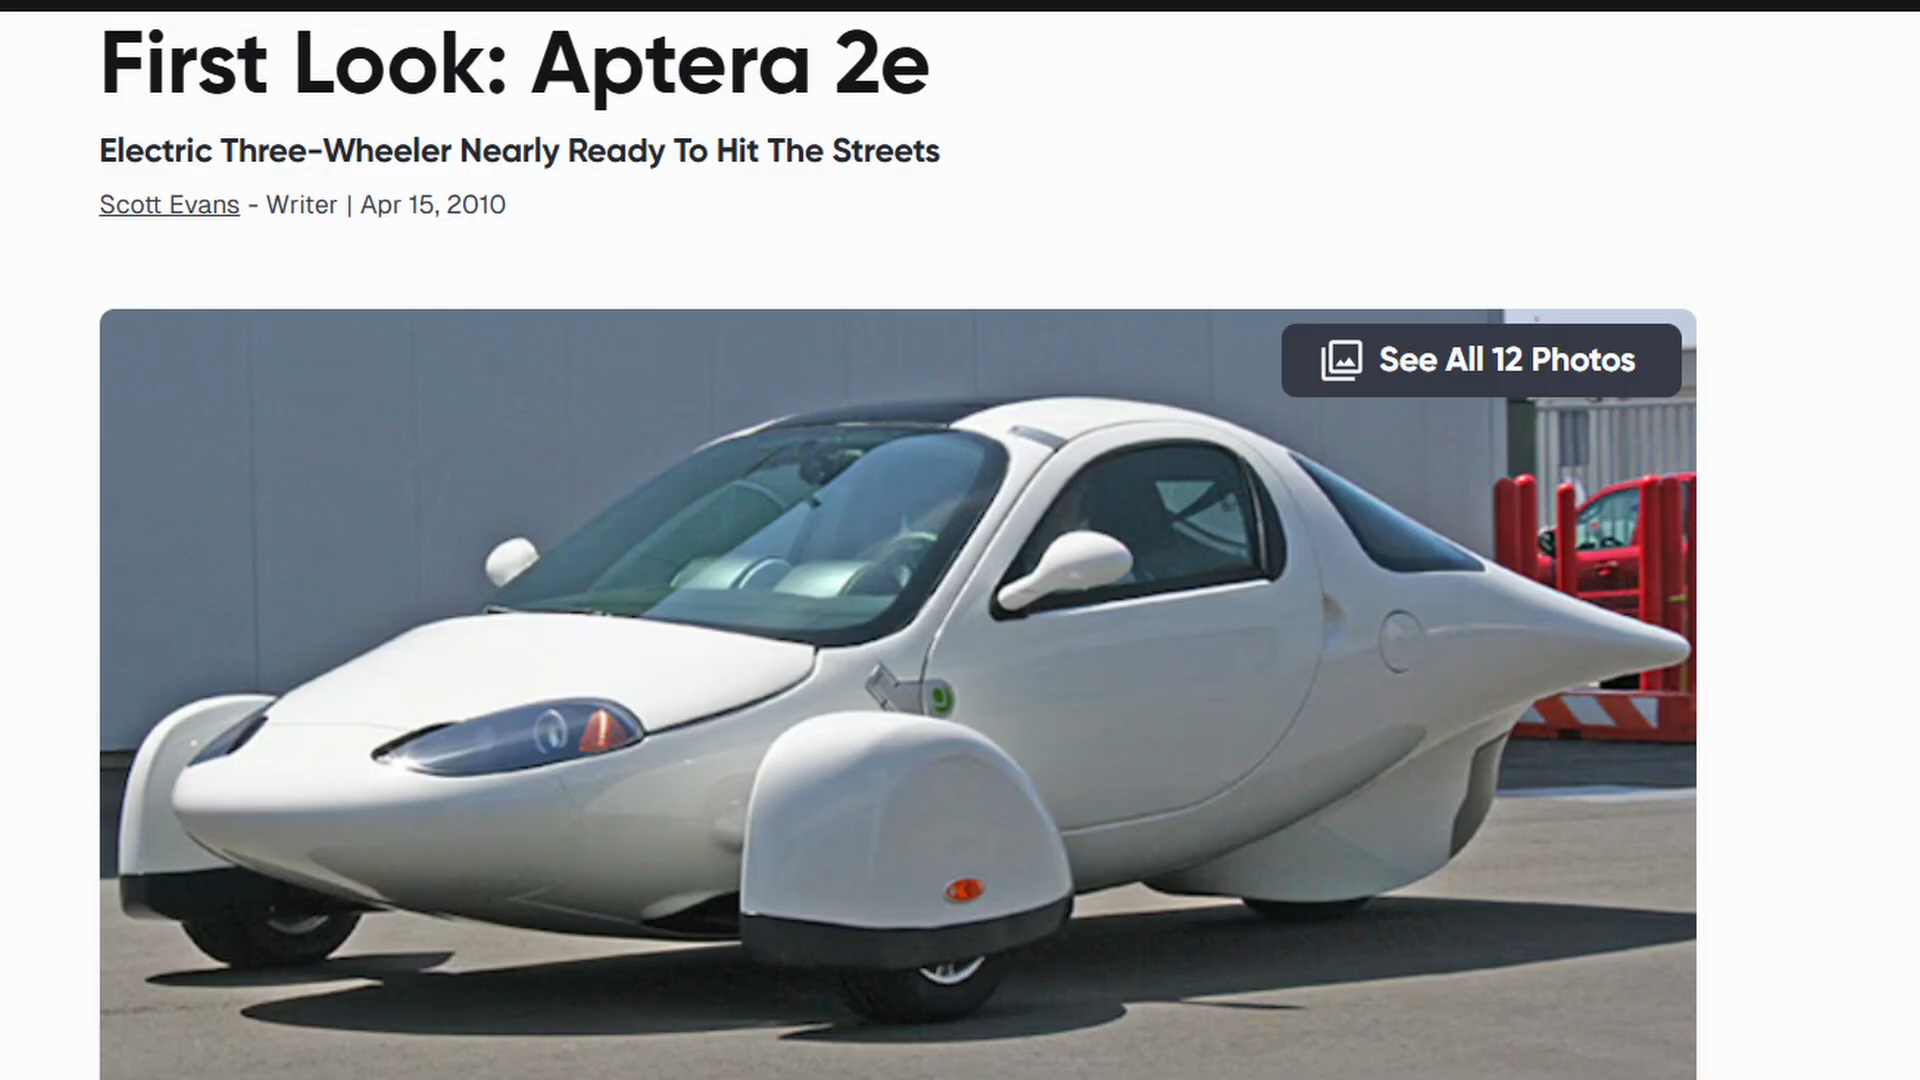 First Look: Aptera 2e
Electric Three-Wheeler Nearly Ready To Hit The Streets
Scott Evans - Writer | Apr 15, 2010
See All 12 Photos